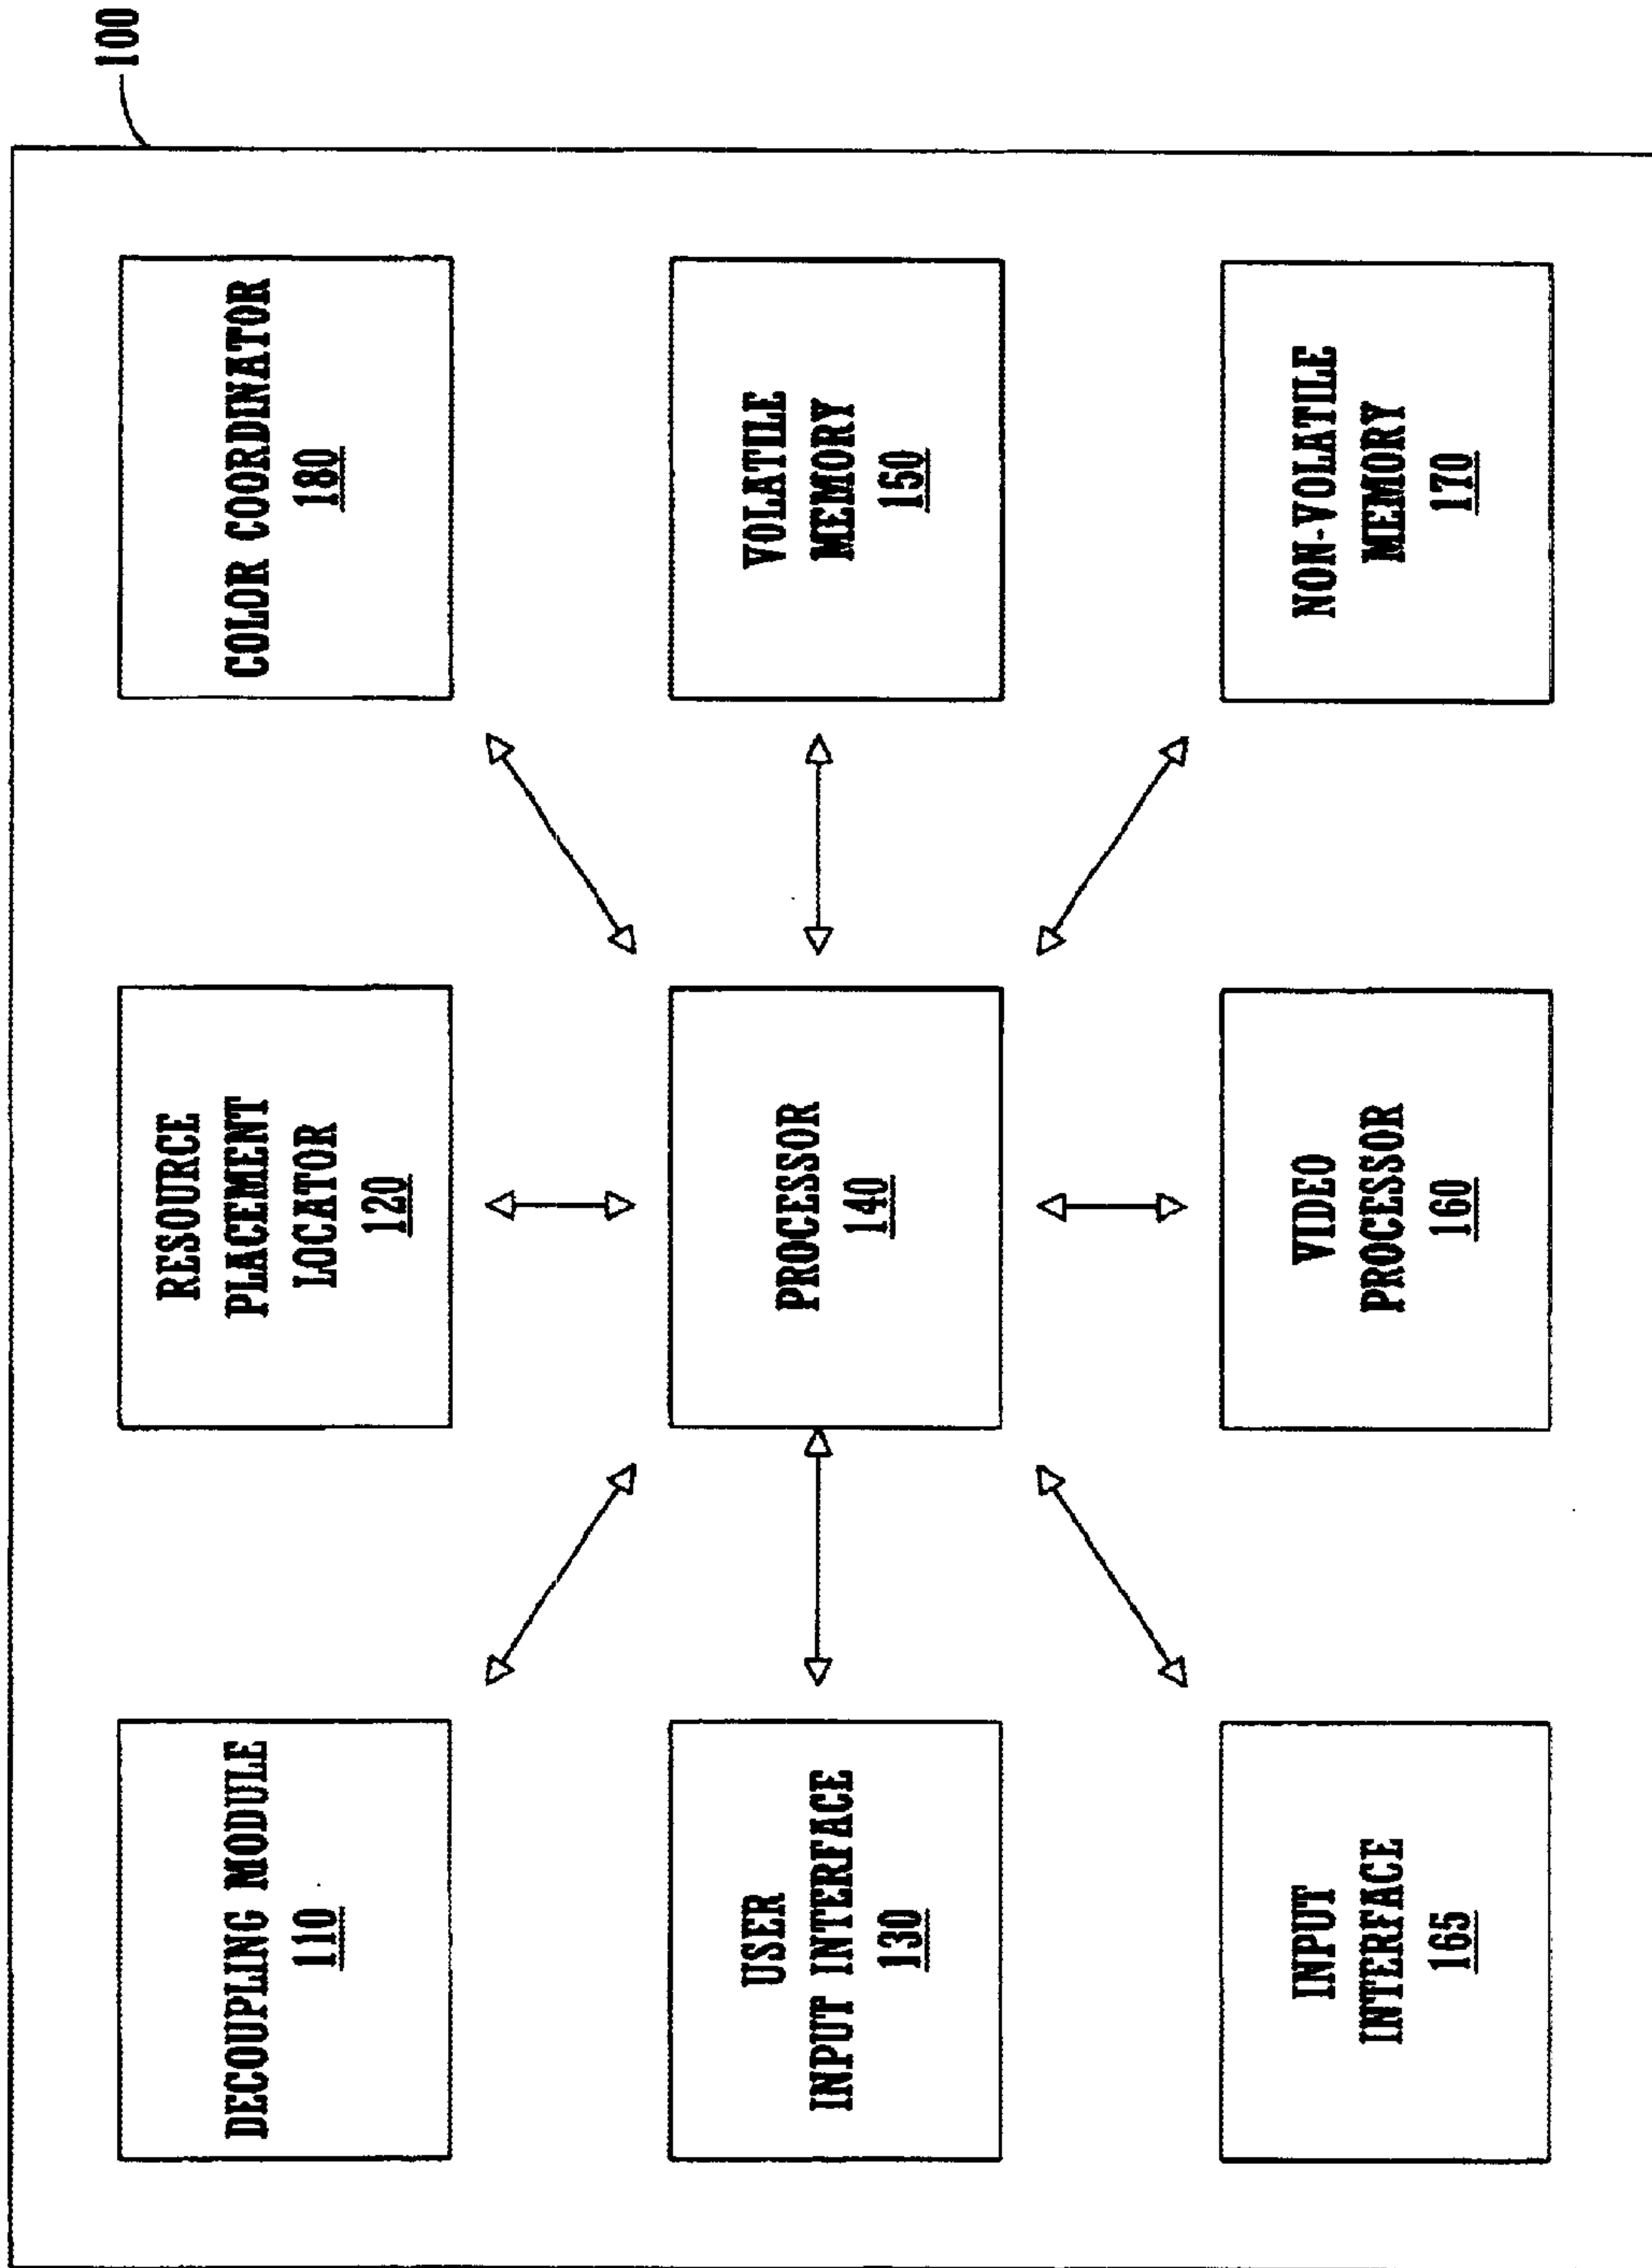 100
DECOUPLING MODULE
110
RESOURCE
PLACEMENT
LOCATOR
120
COLOR COORDINATOR
180
USER
INPUT INTERFACE
130
PROCESSOR
140
VOLATILE
MEMORY
150
INPUT
INTERFACE
165
VIDEO
PROCESSOR
160
NON-VOLATILE
MEMORY
170